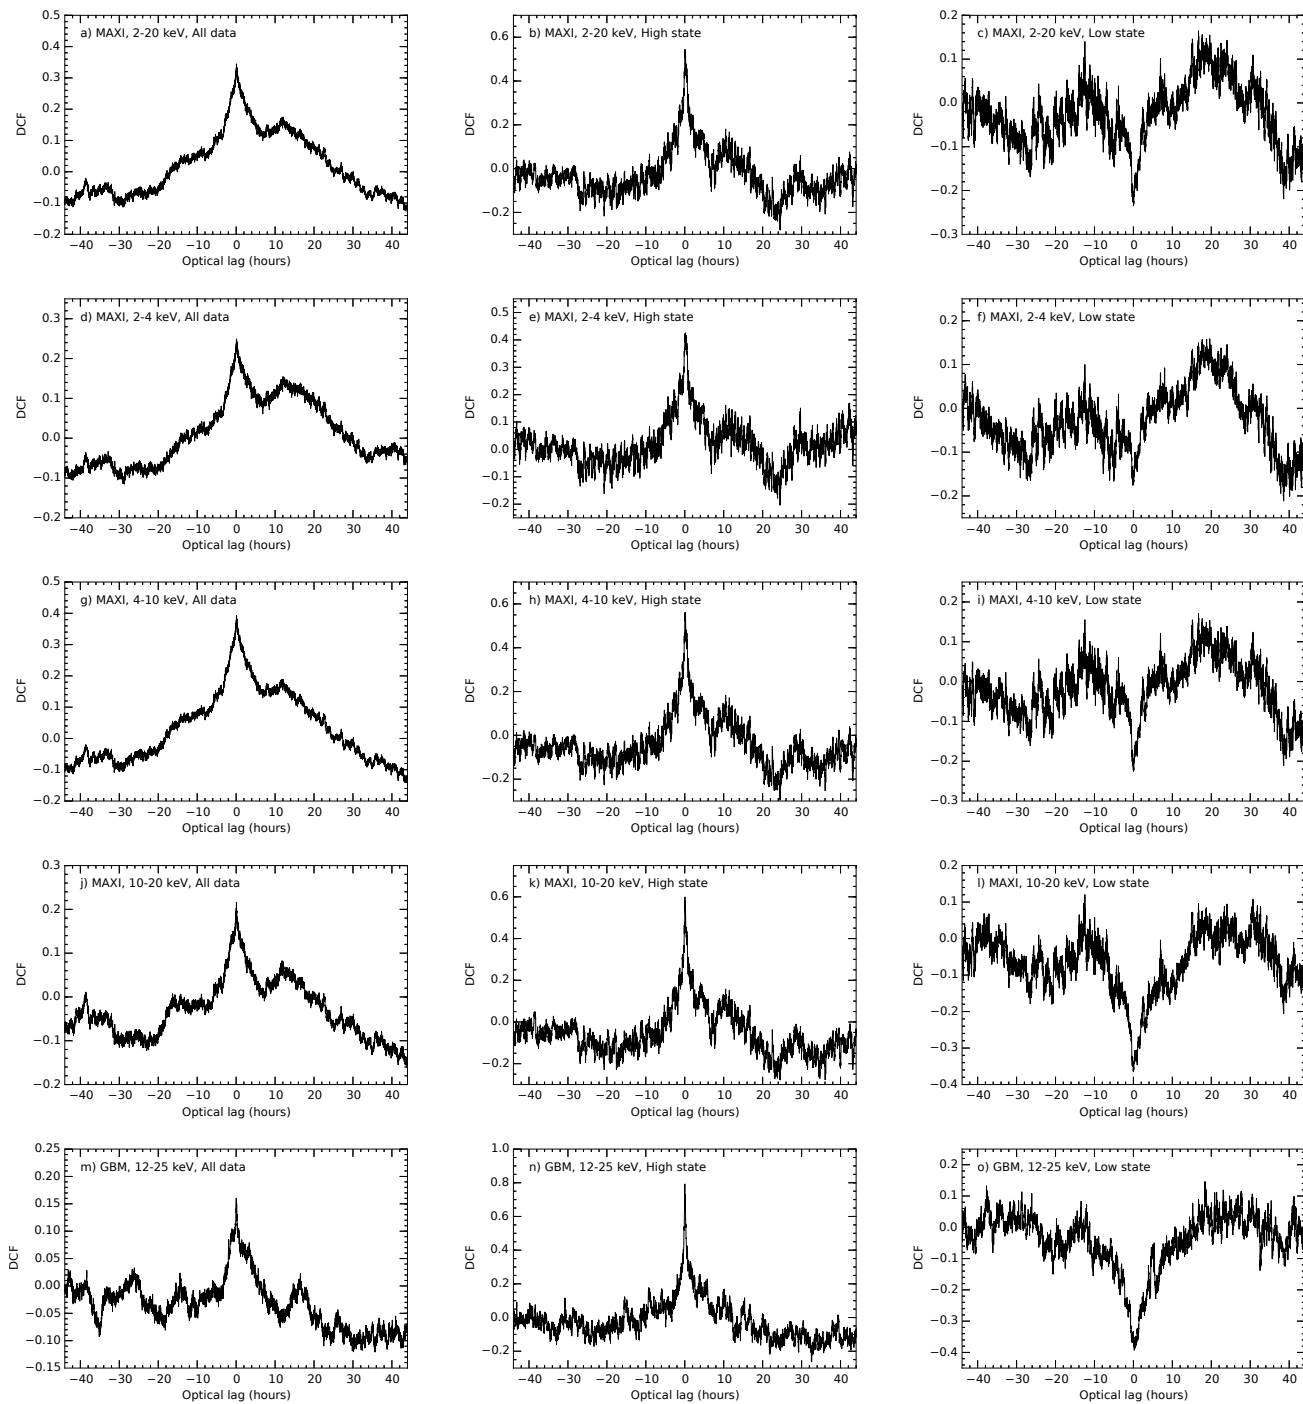 a) MAXI, 2-20 keV, All data
0.5
0.4
0.3
0.2
0.1
0.0
−0.1
−0.2
DCF
−40 −30 −20 −10 0 10 20 30 40
Optical lag (hours)
b) MAXI, 2-20 keV, High state
0.6
0.4
0.2
0.0
−0.2
DCF
−40 −30 −20 −10 0 10 20 30 40
Optical lag (hours)
c) MAXI, 2-20 keV, Low state
0.2
0.1
0.0
−0.1
−0.2
−0.3
DCF
−40 −30 −20 −10 0 10 20 30 40
Optical lag (hours)
d) MAXI, 2-4 keV, All data
0.3
0.2
0.1
0.0
−0.1
−0.2
DCF
−40 −30 −20 −10 0 10 20 30 40
Optical lag (hours)
e) MAXI, 2-4 keV, High state
0.5
0.4
0.3
0.2
0.1
0.0
−0.1
−0.2
DCF
−40 −30 −20 −10 0 10 20 30 40
Optical lag (hours)
f) MAXI, 2-4 keV, Low state
0.2
0.1
0.0
−0.1
−0.2
DCF
−40 −30 −20 −10 0 10 20 30 40
Optical lag (hours)
g) MAXI, 4-10 keV, All data
0.5
0.4
0.3
0.2
0.1
0.0
−0.1
−0.2
DCF
−40 −30 −20 −10 0 10 20 30 40
Optical lag (hours)
h) MAXI, 4-10 keV, High state
0.6
0.4
0.2
0.0
−0.2
DCF
−40 −30 −20 −10 0 10 20 30 40
Optical lag (hours)
i) MAXI, 4-10 keV, Low state
0.2
0.1
0.0
−0.1
−0.2
−0.3
DCF
−40 −30 −20 −10 0 10 20 30 40
Optical lag (hours)
j) MAXI, 10-20 keV, All data
0.3
0.2
0.1
0.0
−0.1
−0.2
DCF
−40 −30 −20 −10 0 10 20 30 40
Optical lag (hours)
k) MAXI, 10-20 keV, High state
0.6
0.4
0.2
0.0
−0.2
DCF
−40 −30 −20 −10 0 10 20 30 40
Optical lag (hours)
l) MAXI, 10-20 keV, Low state
0.2
0.1
0.0
−0.1
−0.2
−0.3
−0.4
DCF
−40 −30 −20 −10 0 10 20 30 40
Optical lag (hours)
m) GBM, 12-25 keV, All data
0.25
0.20
0.15
0.10
0.05
0.00
−0.05
−0.10
−0.15
DCF
−40 −30 −20 −10 0 10 20 30 40
Optical lag (hours)
n) GBM, 12-25 keV, High state
1.0
0.8
0.6
0.4
0.2
0.0
−0.2
DCF
−40 −30 −20 −10 0 10 20 30 40
Optical lag (hours)
o) GBM, 12-25 keV, Low state
0.2
0.1
0.0
−0.1
−0.2
−0.3
−0.4
DCF
−40 −30 −20 −10 0 10 20 30 40
Optical lag (hours)